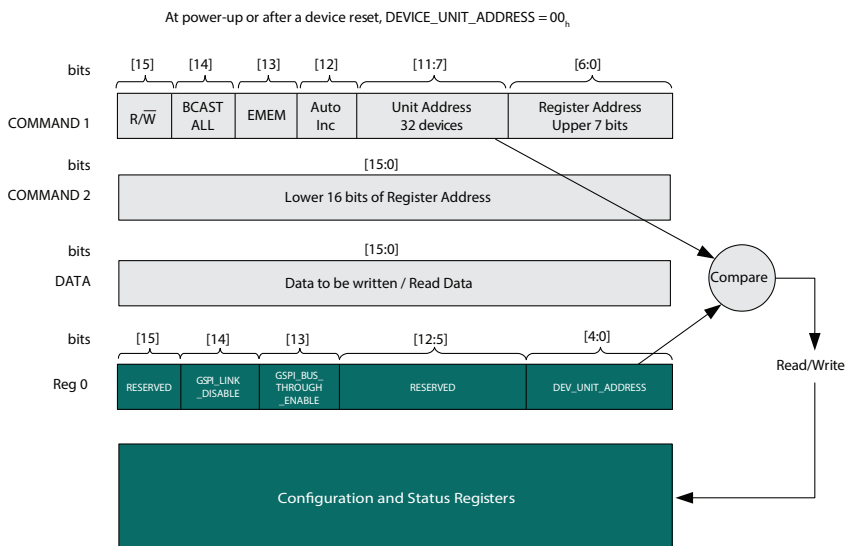 At power-up or after a device reset, DEVICE_UNIT_ADDRESS = 00h
bits [15] [14] [13] [12] [11:7] [6:0]
COMMAND 1
R/W̅
BCAST
ALL
EMEM
Auto
Inc
Unit Address
32 devices
Register Address
Upper 7 bits
bits [15:0]
COMMAND 2
Lower 16 bits of Register Address
bits [15:0]
DATA
Data to be written / Read Data
Compare
bits [15] [14] [13] [12:5] [4:0]
Read/Write
Reg 0
RESERVED
GSPI_LINK
_DISABLE
GSPI_BUS_
THROUGH
_ENABLE
RESERVED
DEV_UNIT_ADDRESS
Configuration and Status Registers